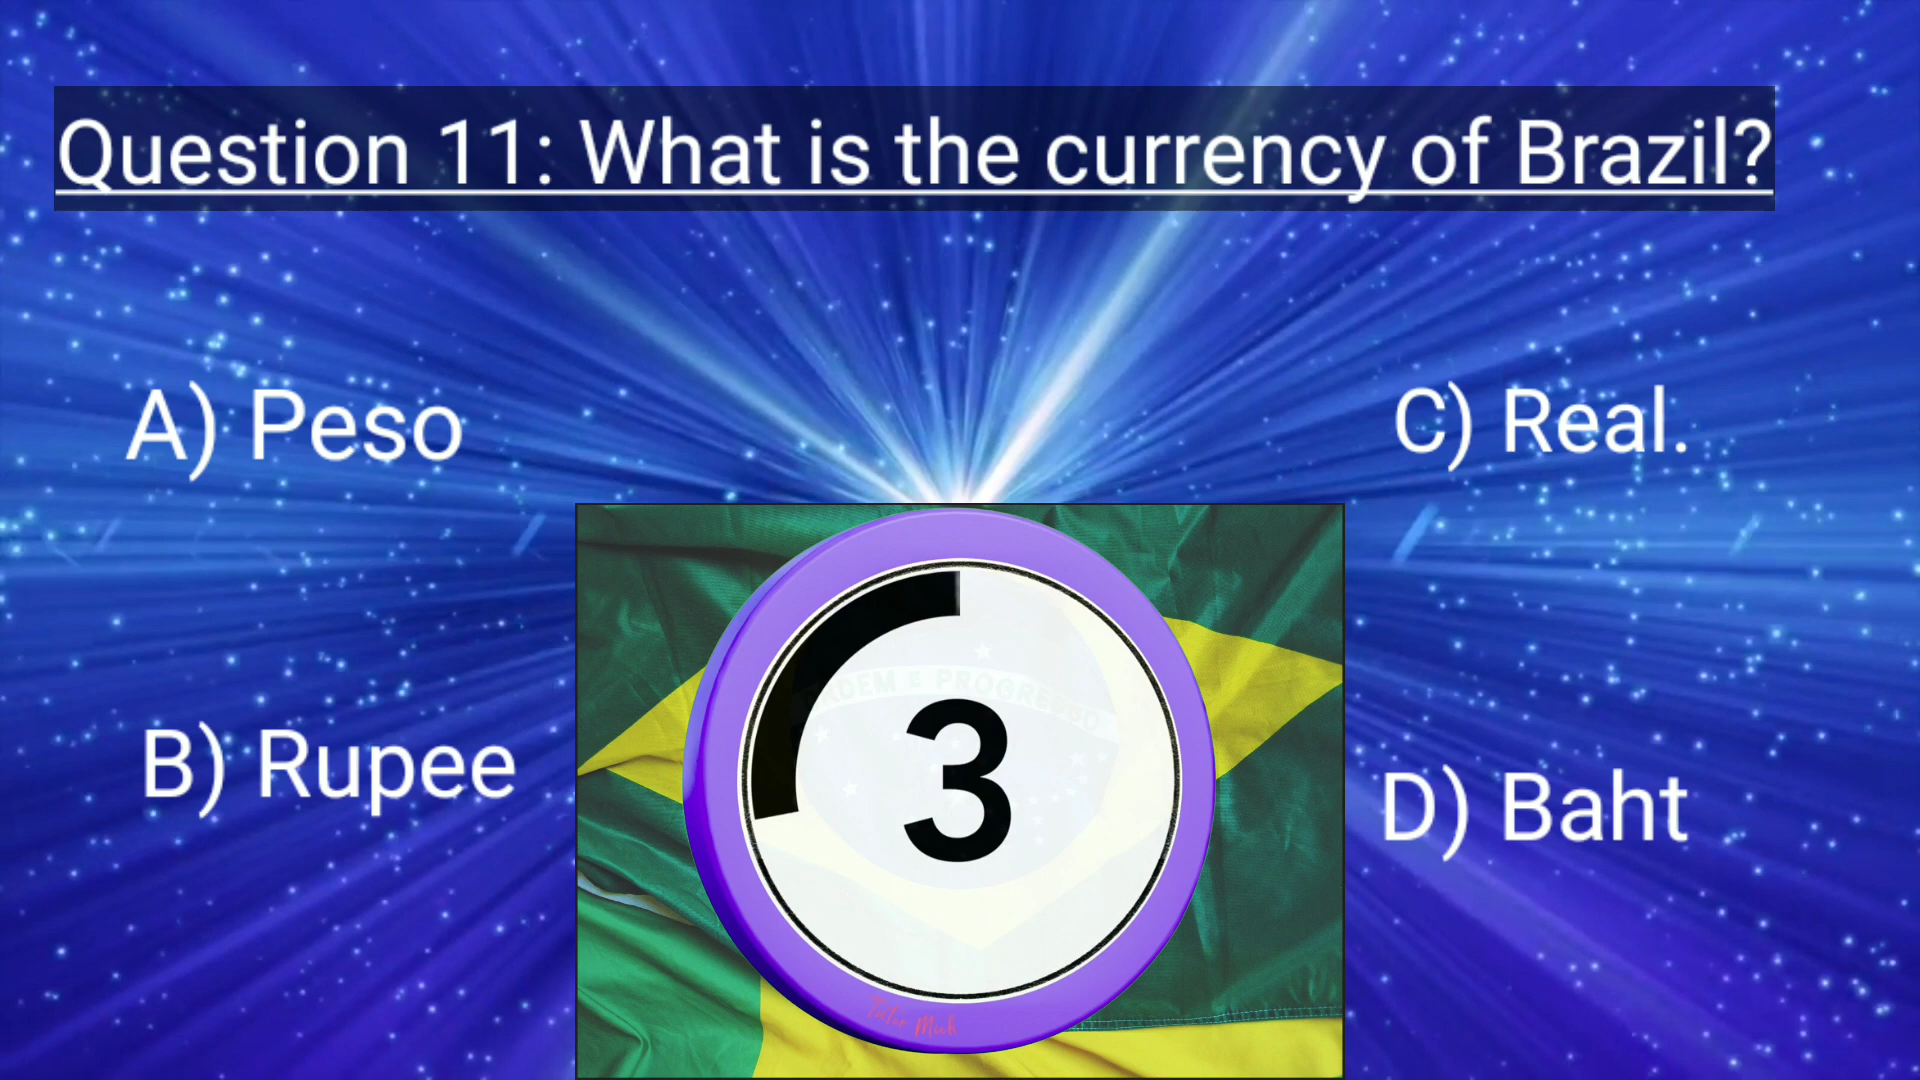 Question 11: What is the currency of Brazil?
A) Peso
C) Real.
B) Rupee
D) Baht
3